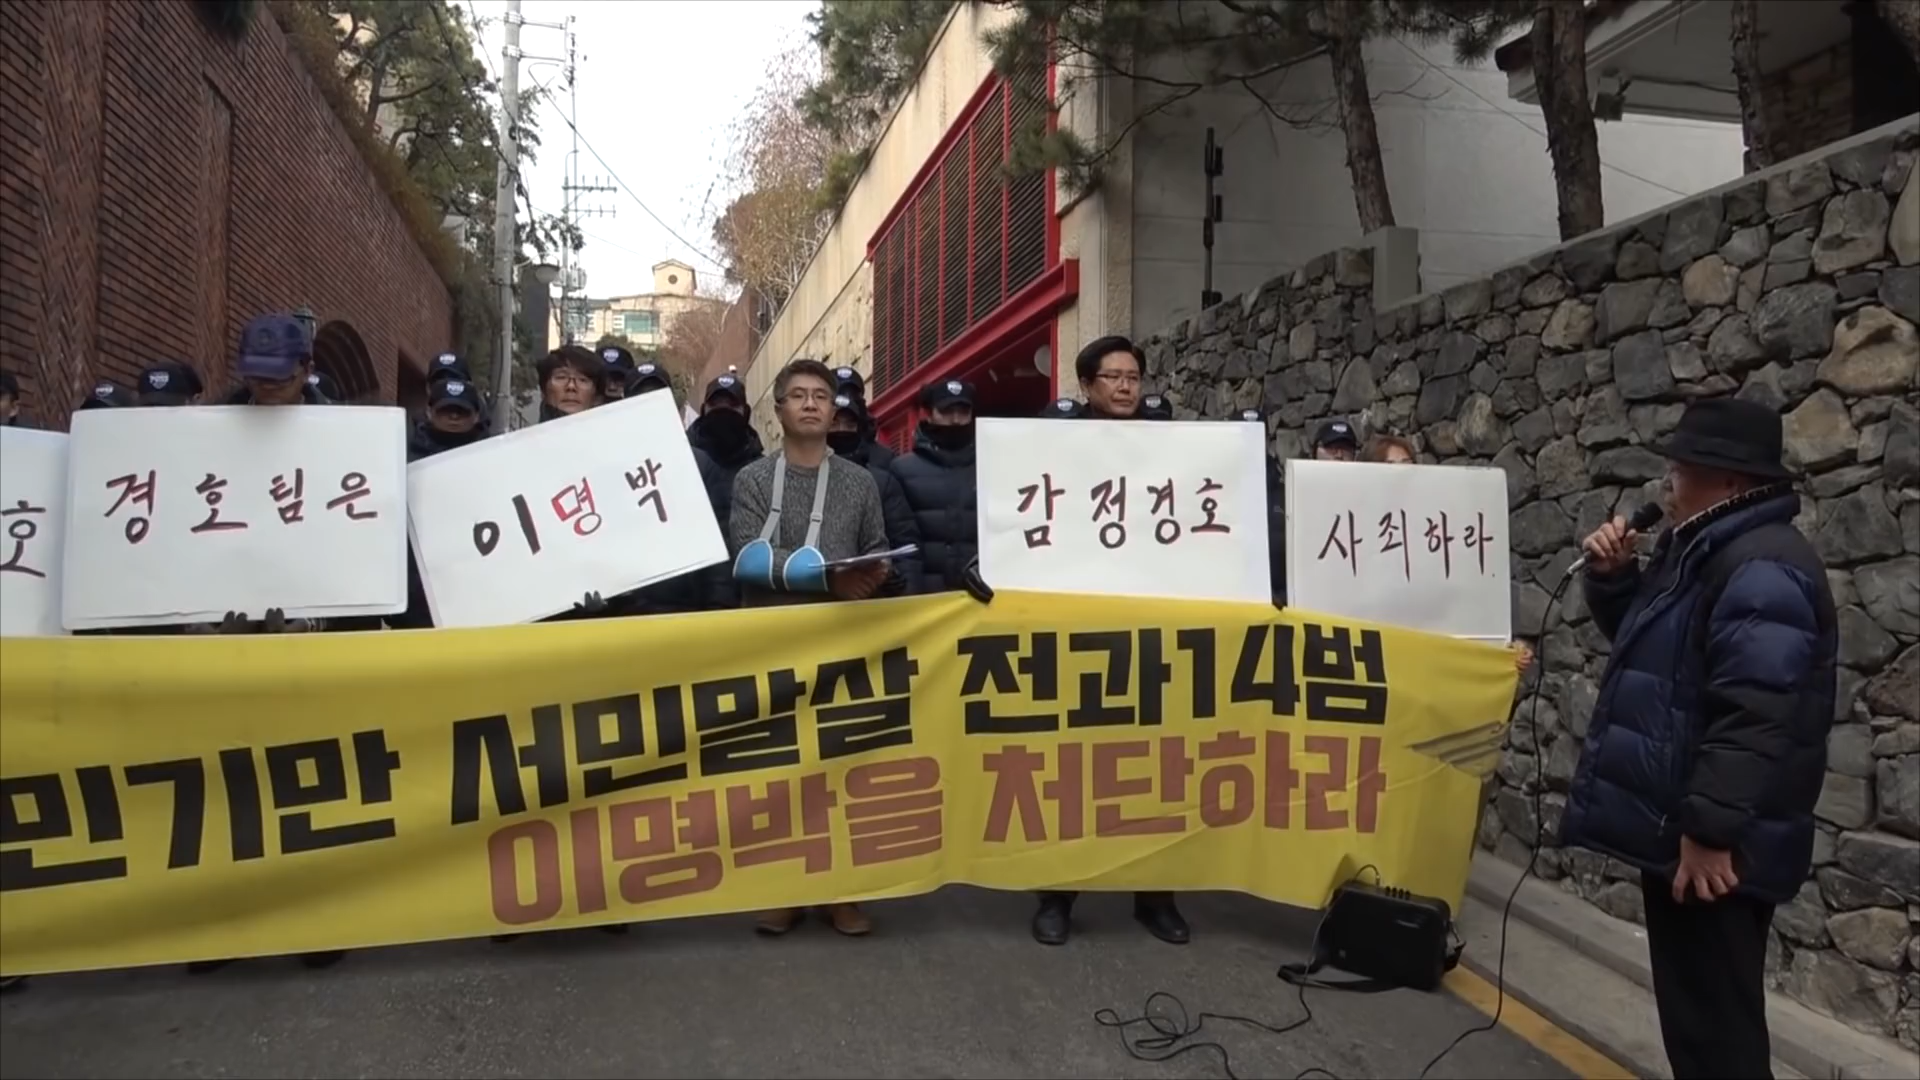 호
경호팀은
이명박
감정경호
사죄하라.
민기만 서민말살 전과14범
이명박을 처단하라